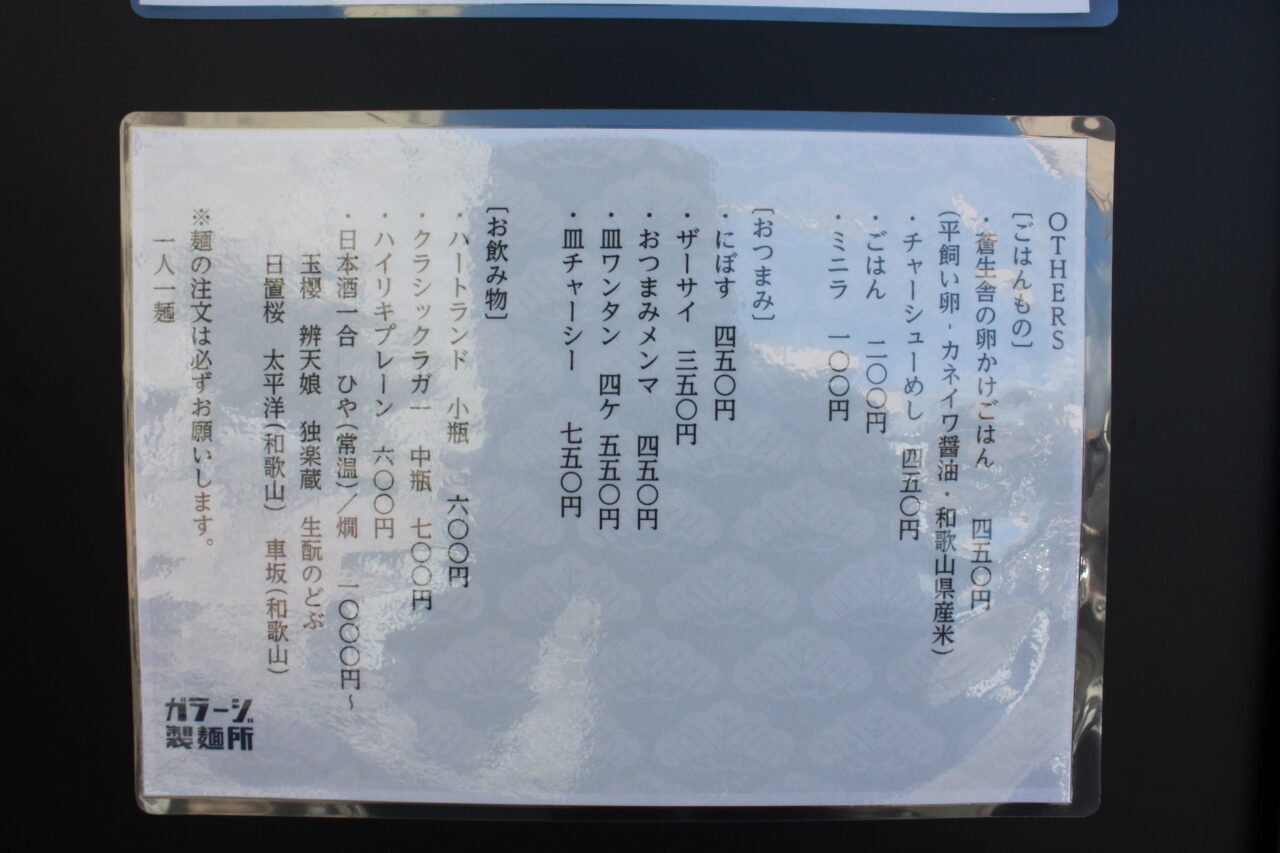 OTHERS
[ごはんもの]
・蒼生舎の卵かけごはん 四五〇円
(平飼い卵・カネイワ醤油・和歌山県産米)
・チャーシューめし 四五〇円
・ごはん 二〇〇円
・ミニラ 一〇〇円
[おつまみ]
・にぼす 四五〇円
・ザーサイ 三五〇円
・おつまみメンマ 四五〇円
・皿ワンタン 四ケ 五五〇円
・皿チャーシー 七五〇円
[お飲み物]
・ハートランド 小瓶 六〇〇円
・クラシックラガー 中瓶 七〇〇円
・ハイリキプレーン 六〇〇円
・日本酒一合 ひや(常温)/燗 一〇〇〇円~
玉櫻 辨天娘 独楽蔵 生酛のどぶ
日置桜 太平洋(和歌山) 車坂(和歌山)
※麺の注文は必ずお願いします。
一人一麺
ガラージ
製麺所